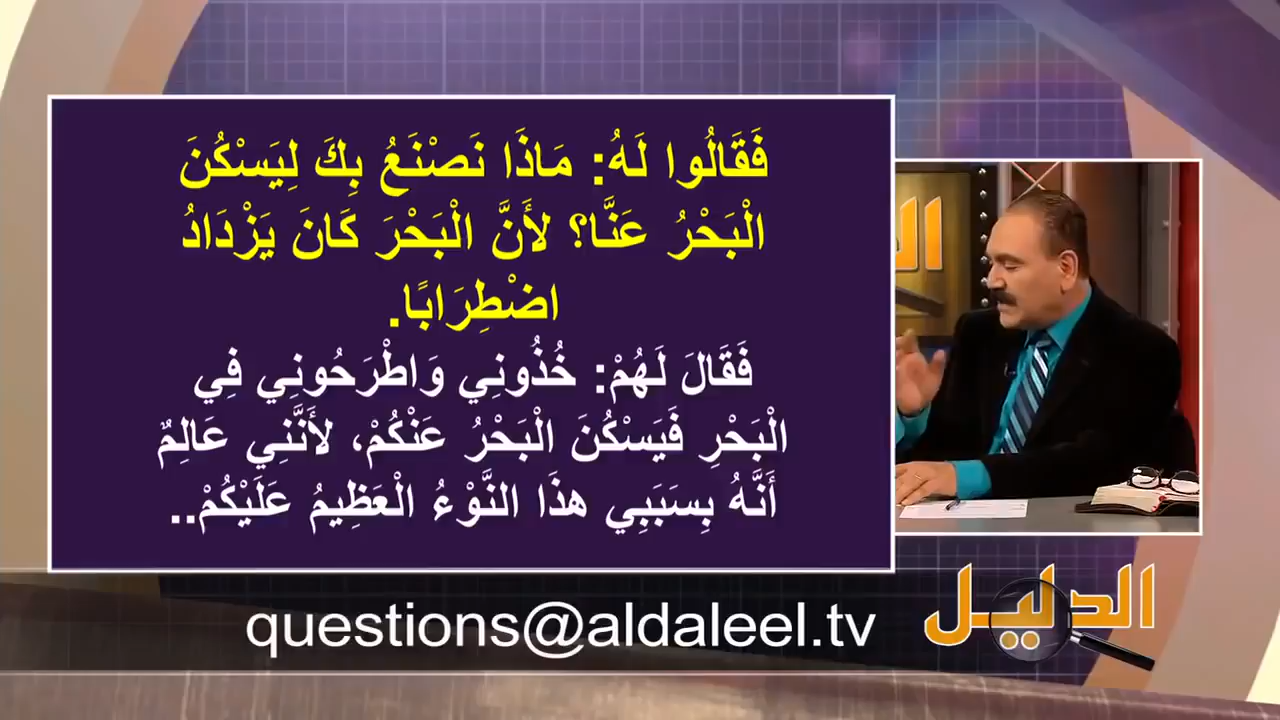 فَقَالُوا لَهُ: مَاذَا نَصْنَعُ بِكَ لِيَسْكُنَ
الْبَحْرُ عَنَّا؟ لأَنَّ الْبَحْرَ كَانَ يَزْدَادُ
اضْطِرَابًا.
فَقَالَ لَهُمْ: خُذُونِي وَاطْرَحُونِي فِي
الْبَحْرِ فَيَسْكُنَ الْبَحْرُ عَنْكُمْ، لأَنَّنِي عَالِمٌ
أَنَّهُ بِسَبَبِي هذَا النَّوْءُ الْعَظِيمُ عَلَيْكُمْ..
questions@aldaleel.tv
الدليل